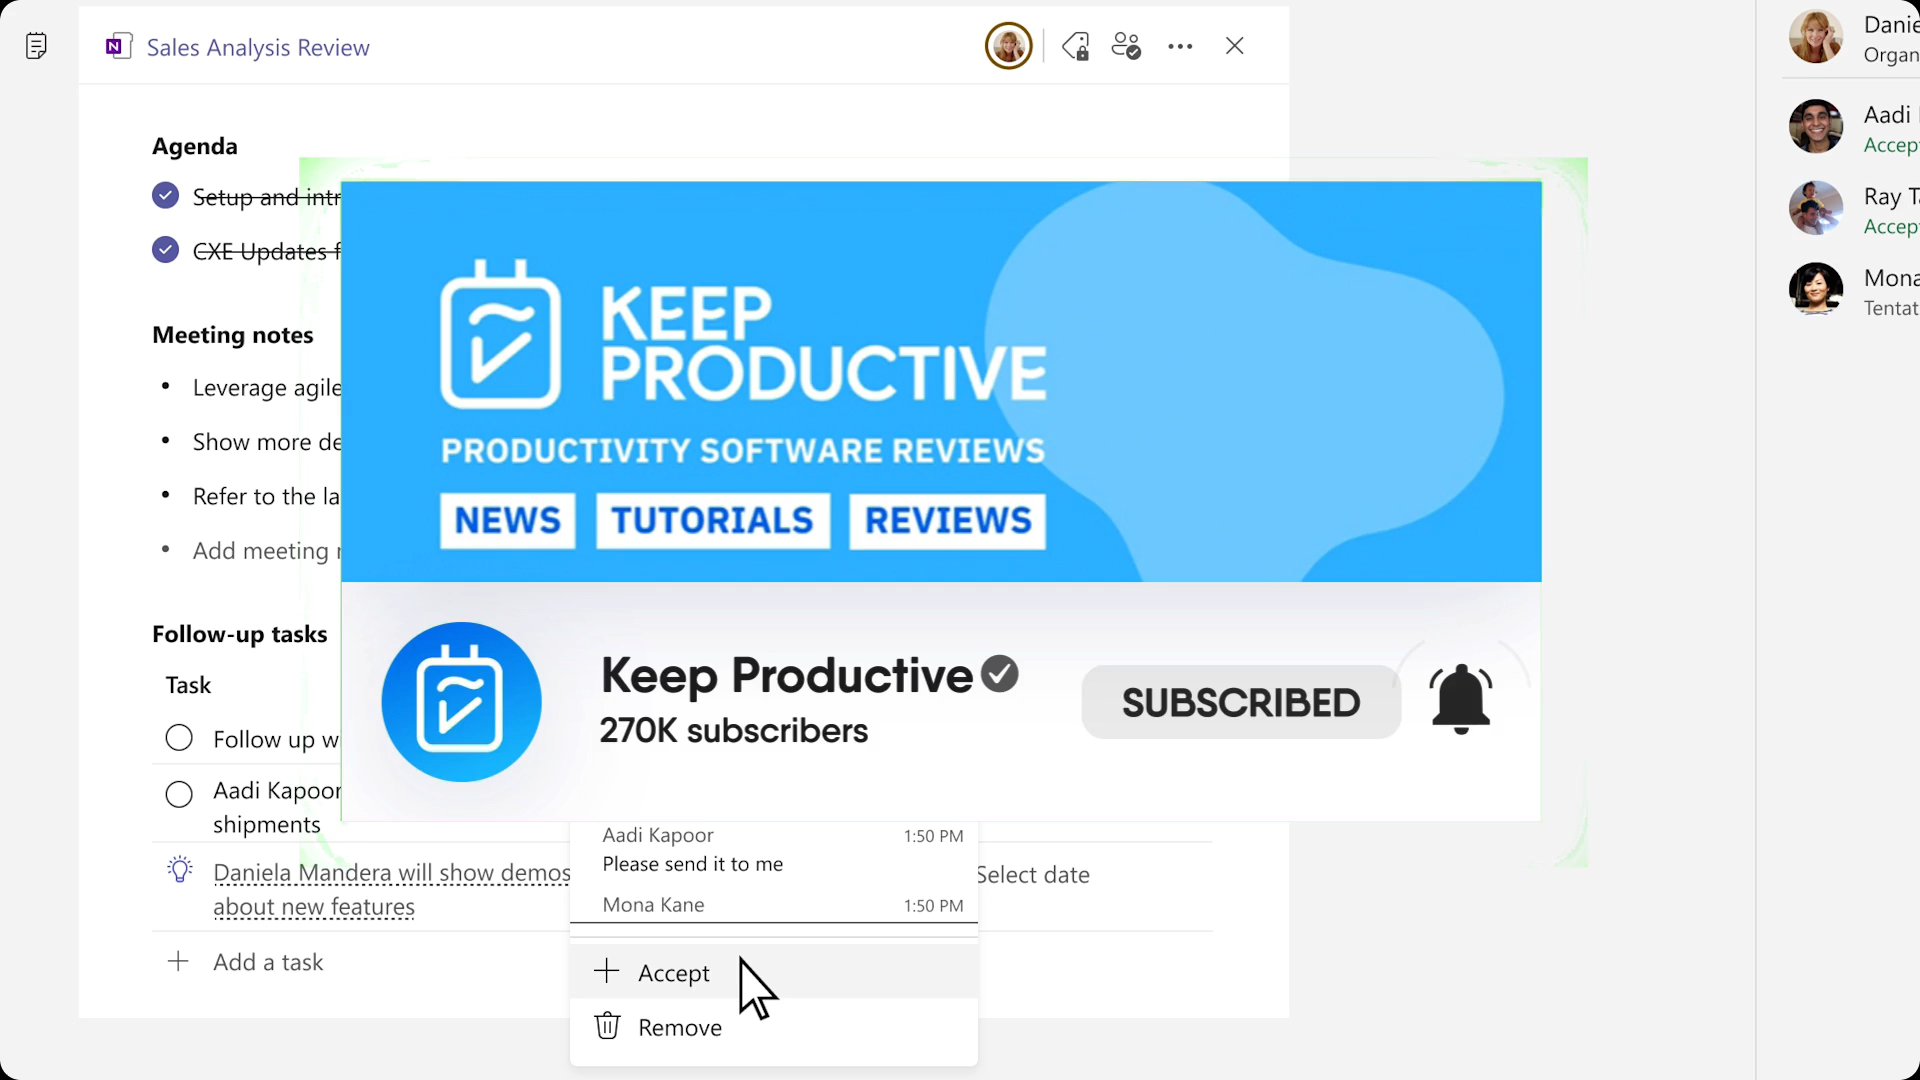 Sales Analysis Review
Agenda
Setup and intr
CXE Updates f
Meeting notes
Leverage agile
Show more de
Refer to the la
Add meeting
Follow-up tasks
Task
Follow up w
Aadi Kapoor
shipments
Daniela Mandera will show demos
about new features
Select date
Add a task
KEEP
PRODUCTIVE
PRODUCTIVITY SOFTWARE REVIEWS
NEWS TUTORIALS REVIEWS
Keep Productive
270K subscribers
SUBSCRIBED
Aadi Kapoor 1:50 PM
Please send it to me
Mona Kane 1:50 PM
Accept
Remove
Danie
Organ
Aadi
Accep
Ray Ta
Accep
Mona
Tentat